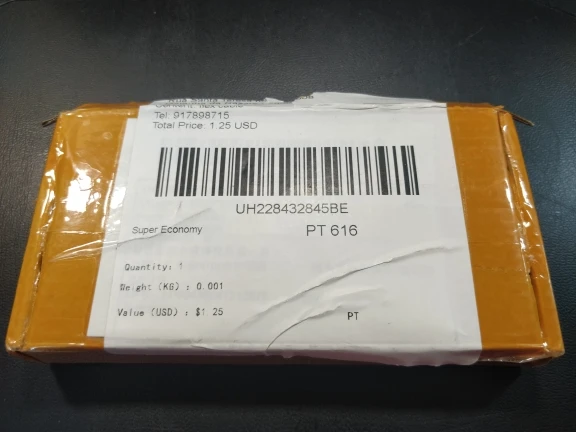 Tel: 917898715
Total Price: 1.25 USD
UH228432845BE
Super Economy
PT 616
Quantity: 1
Weight (KG) : 0.001
Value (USD) : $1 25
PT